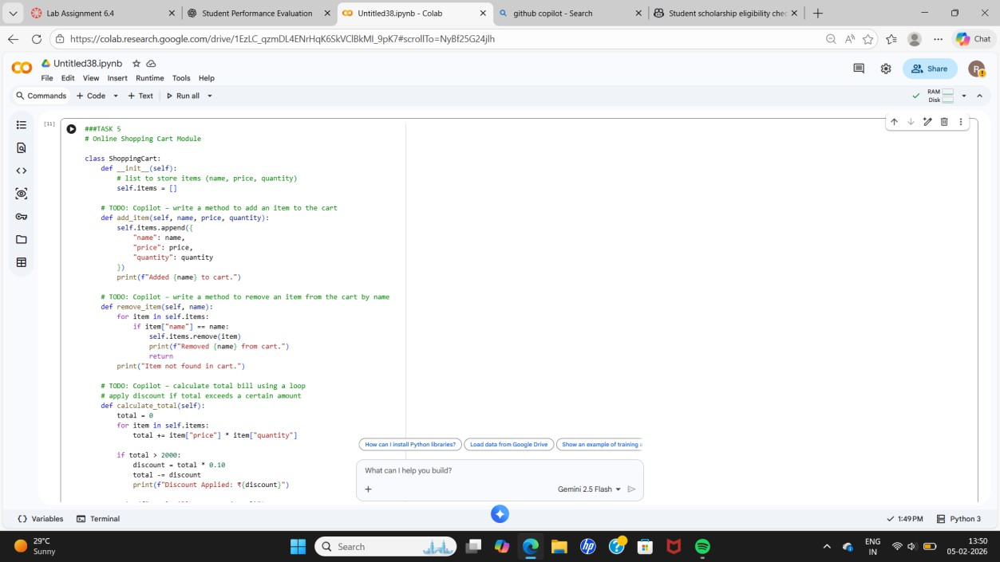 Lab Assignment 6.4
Student Performance Evaluation
Untitled38.ipynb - Colab
github copilot - Search
Student scholarship eligibility chec
https://colab.research.google.com/drive/1EzLC_qzmDL4ENrHqK6SkVClBkMI_9pK7#scrollTo=NyBf25G24jlh
Chat
Untitled38.ipynb
File Edit View Insert Runtime Tools Help
Share
R
Commands + Code + Text Run all
RAM
Disk
[11]
###TASK 5
# Online Shopping Cart Module
class ShoppingCart:
    def __init__(self):
        # list to store items (name, price, quantity)
        self.items = []
    # TODO: Copilot – write a method to add an item to the cart
    def add_item(self, name, price, quantity):
        self.items.append({
            "name": name,
            "price": price,
            "quantity": quantity
        })
        print(f"Added {name} to cart.")
    # TODO: Copilot – write a method to remove an item from the cart by name
    def remove_item(self, name):
        for item in self.items:
            if item["name"] == name:
                self.items.remove(item)
                print(f"Removed {name} from cart.")
                return
        print("Item not found in cart.")
    # TODO: Copilot – calculate total bill using a loop
    # apply discount if total exceeds a certain amount
    def calculate_total(self):
        total = 0
        for item in self.items:
            total += item["price"] * item["quantity"]
        if total > 2000:
            discount = total * 0.10
            total -= discount
            print(f"Discount Applied: ₹{discount}")
How can I install Python libraries?
Load data from Google Drive
Show an example of training
What can I help you build?
Gemini 2.5 Flash
Variables
Terminal
1:49 PM
Python 3
29°C
Sunny
Search
ENG
IN
13:50
05-02-2026